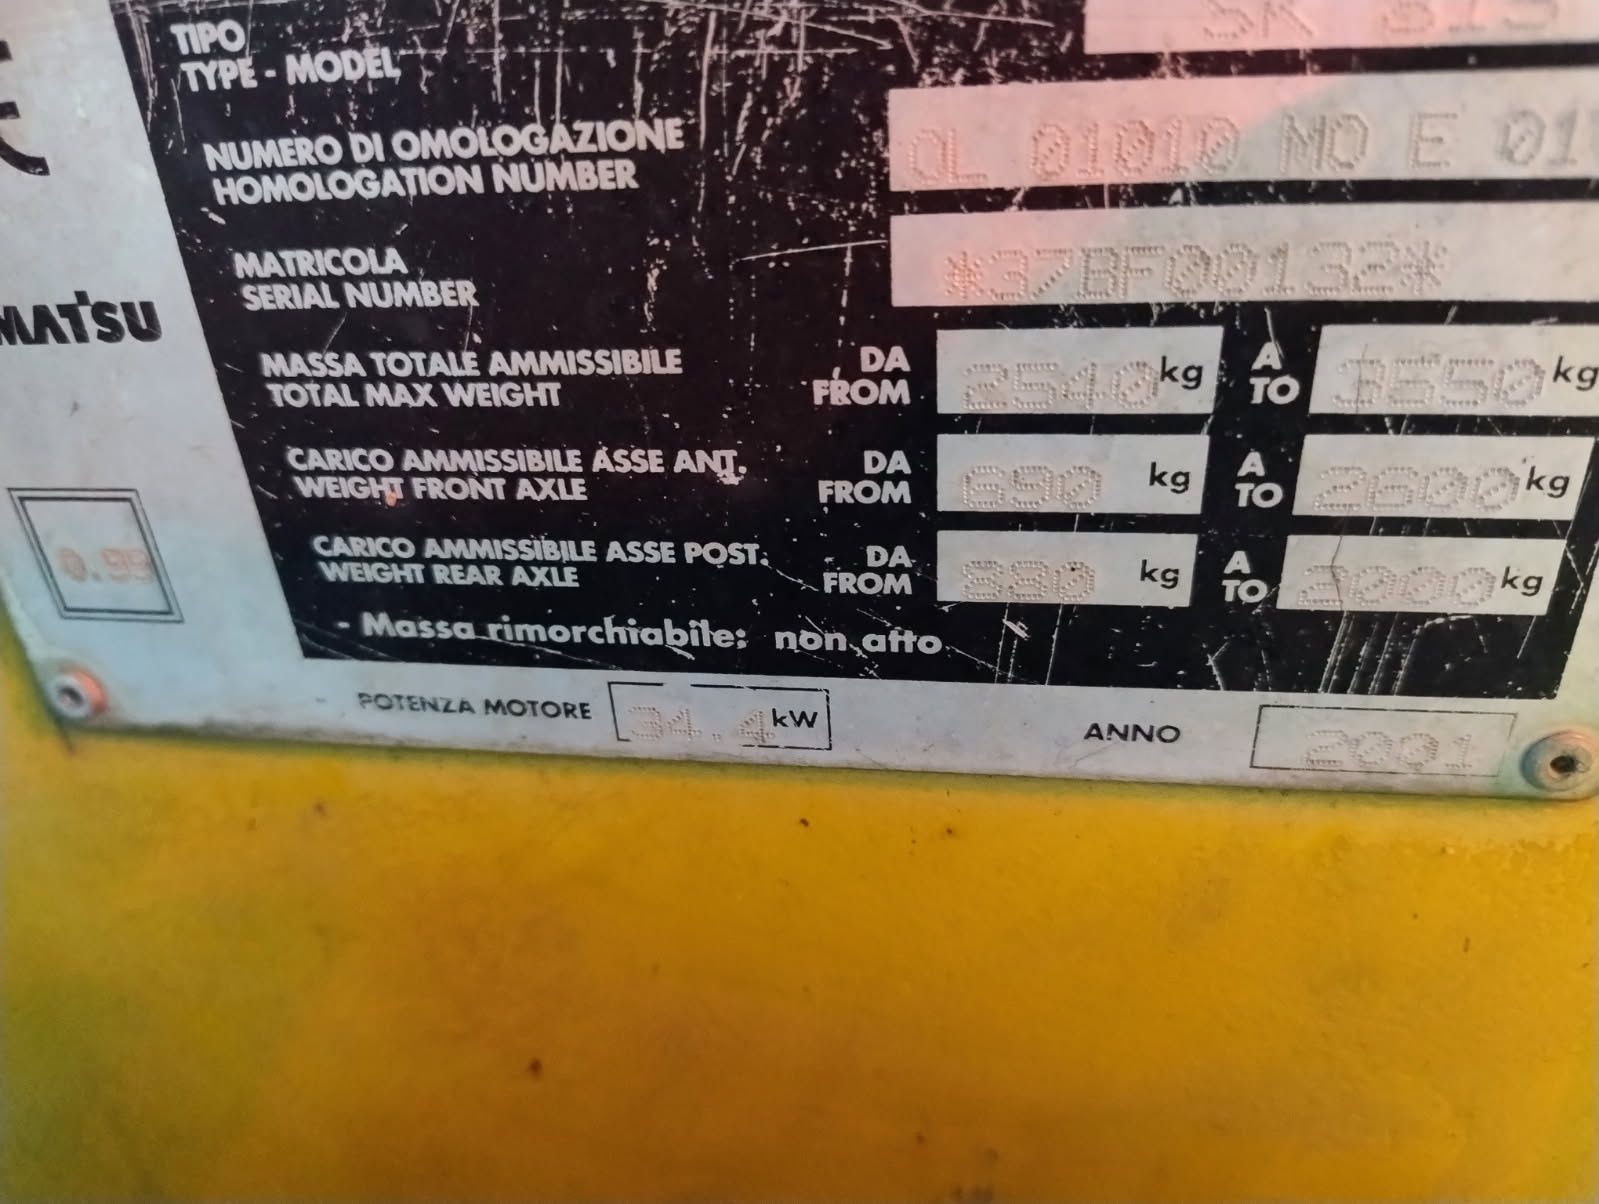 TIPO
TYPE - MODEL
SK 815
NUMERO DI OMOLOGAZIONE
HOMOLOGATION NUMBER
OL 01010 MO E 01
MATRICOLA
SERIAL NUMBER
*37BF00132*
MATSU
MASSA TOTALE AMMISSIBILE DA 2540 kg A 3550 kg
TOTAL MAX WEIGHT FROM TO
CARICO AMMISSIBILE ASSE ANT. DA 690 kg A 2600 kg
WEIGHT FRONT AXLE FROM TO
0.99
CARICO AMMISSIBILE ASSE POST. DA kg A 2000 kg
WEIGHT REAR AXLE FROM TO
- Massa rimorchiabile: non atto
POTENZA MOTORE 34.4 kW ANNO 2001